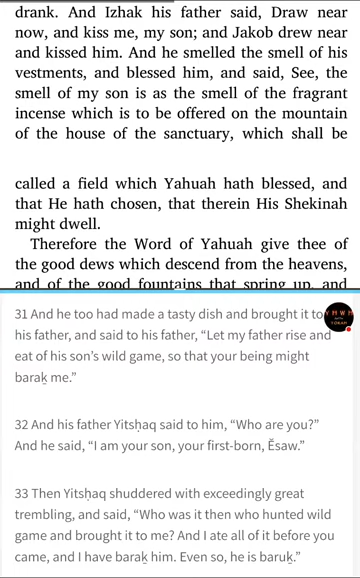 drank. And Izhak his father said, Draw near
now, and kiss me, my son; and Jakob drew near
and kissed him. And he smelled the smell of his
vestments, and blessed him, and said, See, the
smell of my son is as the smell of the fragrant
incense which is to be offered on the mountain
of the house of the sanctuary, which shall be
called a field which Yahuah hath blessed, and
that He hath chosen, that therein His Shekinah
might dwell.
Therefore the Word of Yahuah give thee of
the good dews which descend from the heavens,
and of the good fountains that spring up, and
31 And he too had made a tasty dish and brought it to
his father, and said to his father, “Let my father rise and
eat of his son’s wild game, so that your being might
baraḵ me.”
32 And his father Yitsḥaq said to him, “Who are you?”
And he said, “I am your son, your first-born, Ěsaw.”
33 Then Yitsḥaq shuddered with exceedingly great
trembling, and said, “Who was it then who hunted wild
game and brought it to me? And I ate all of it before you
came, and I have baraḵ him. Even so, he is baruḵ.”